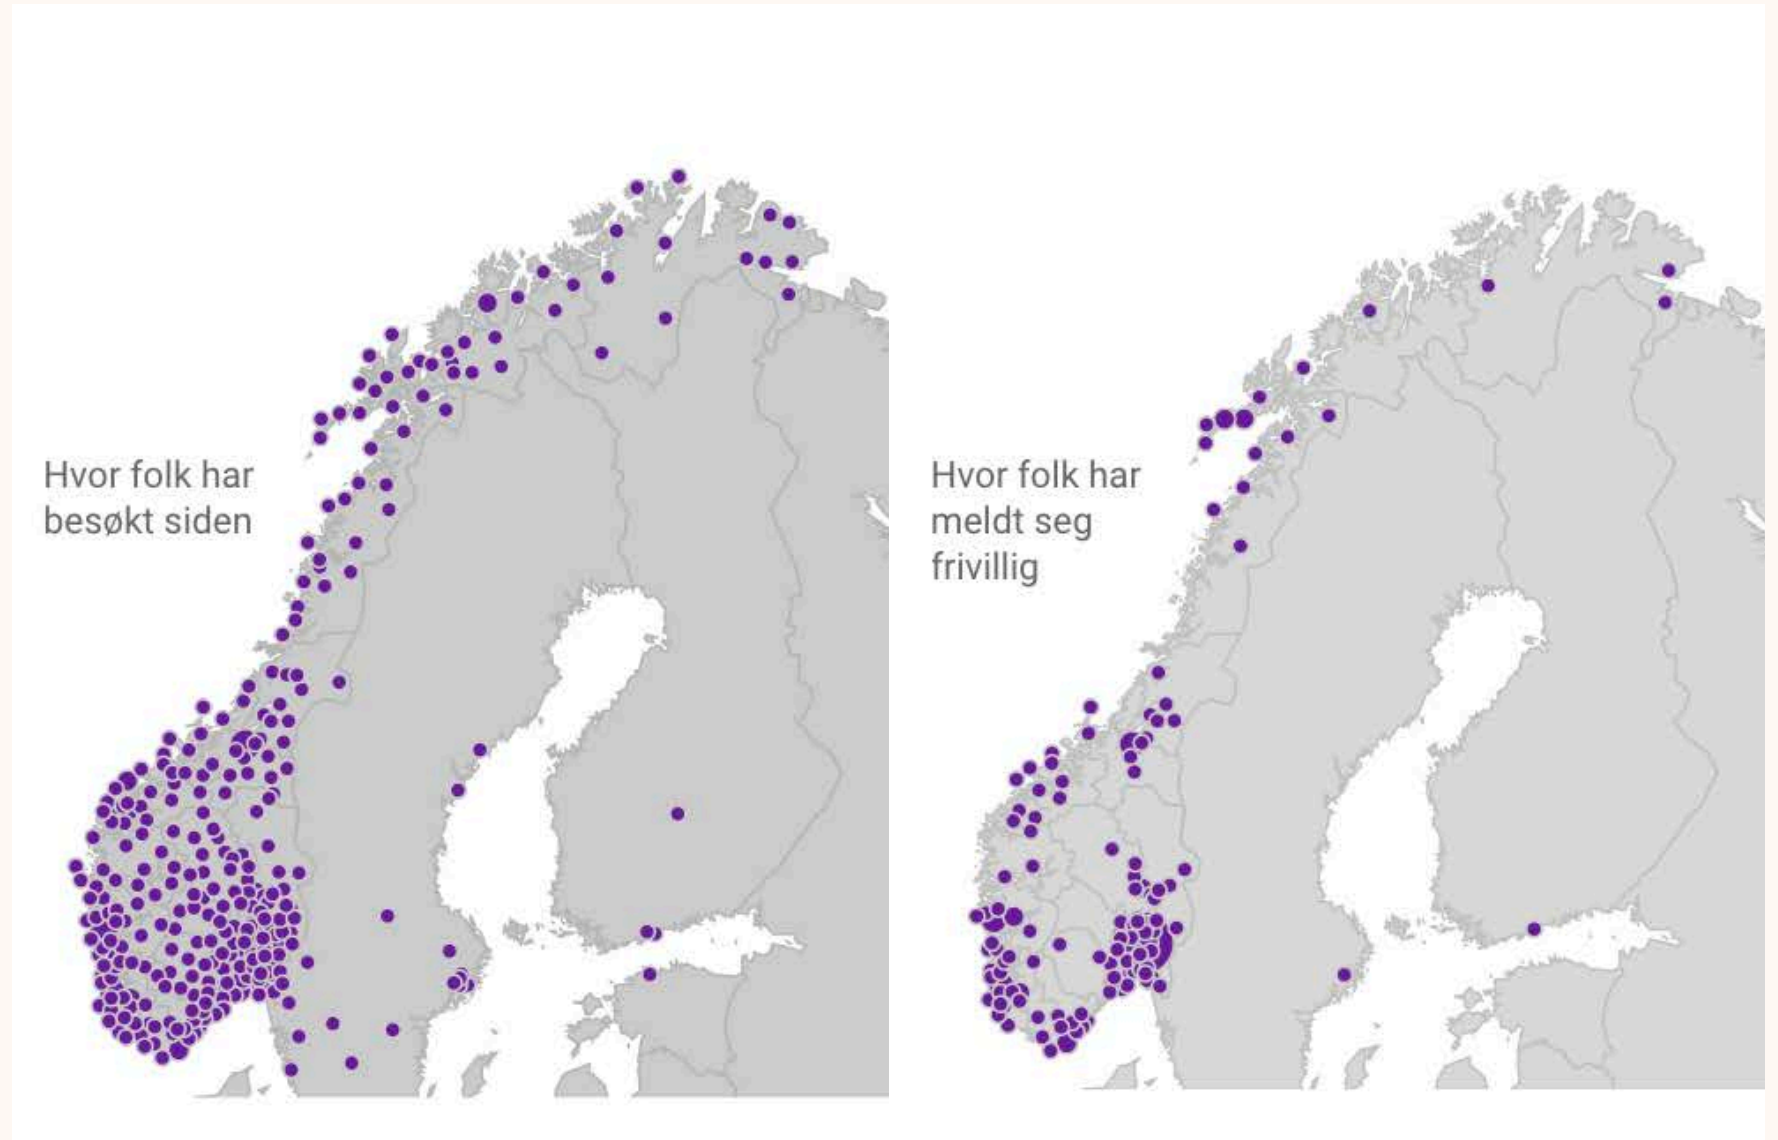 Hvor folk har
besøkt siden
Hvor folk har
meldt seg
frivillig